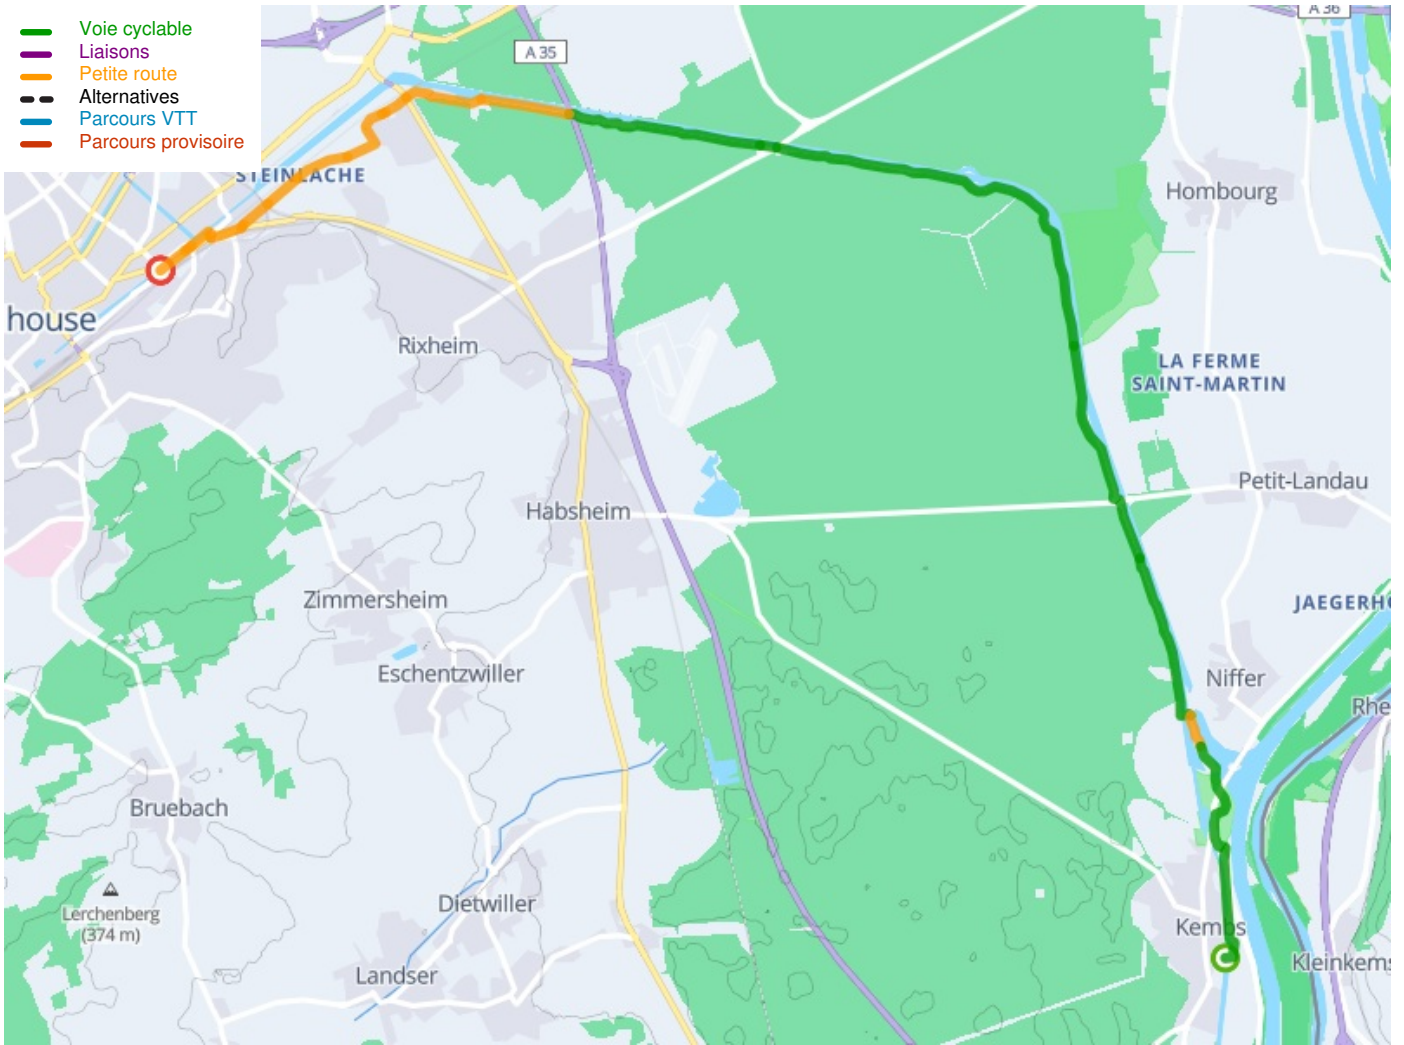 Voie cyclable
Liaisons
Petite route
Alternatives
Parcours VTT
Parcours provisoire
A 36
A 35
STEINLACHE
Hombourg
house
Rixheim
LA FERME
SAINT-MARTIN
Petit-Landau
Habsheim
Zimmersheim
JAEGERH
Eschentzwiller
Niffer
Rhe
Bruebach
Dietwiller
Lerchenberg
(374 m)
Kembs
Landser
Kleinkems